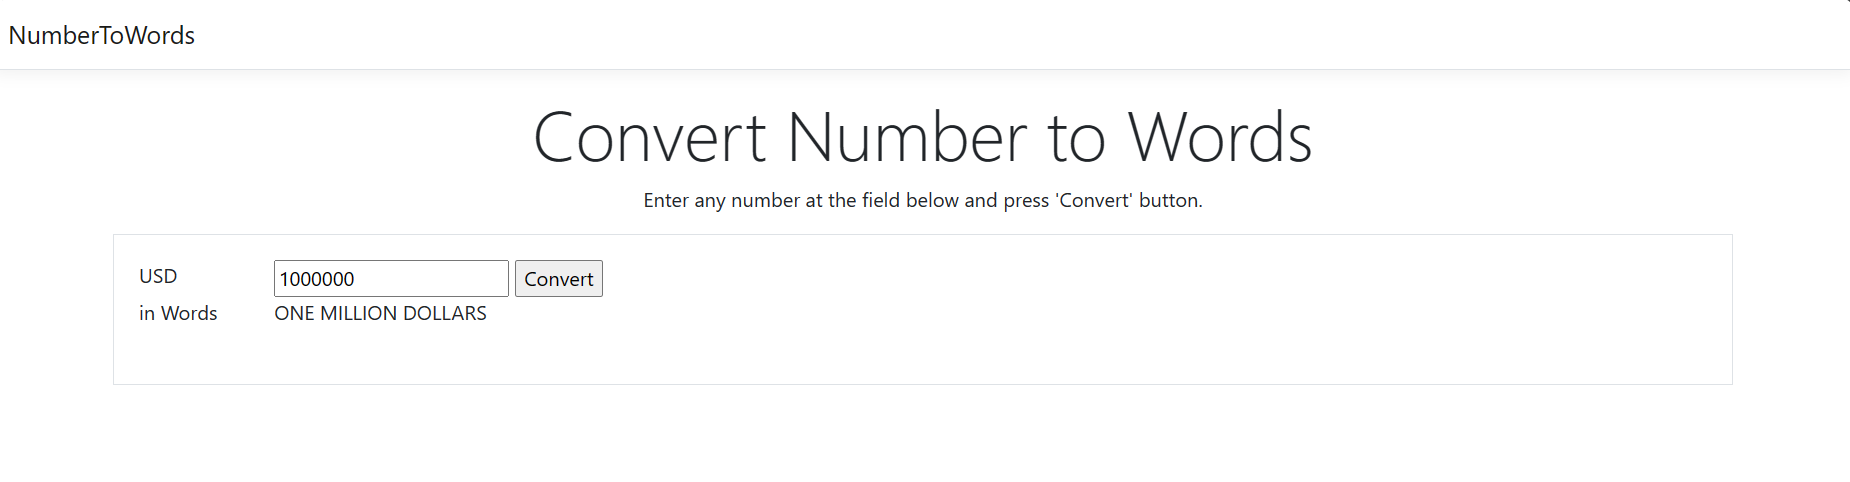 NumberToWords
Convert Number to Words
Enter any number at the field below and press 'Convert' button.
USD 1000000 Convert
in Words ONE MILLION DOLLARS